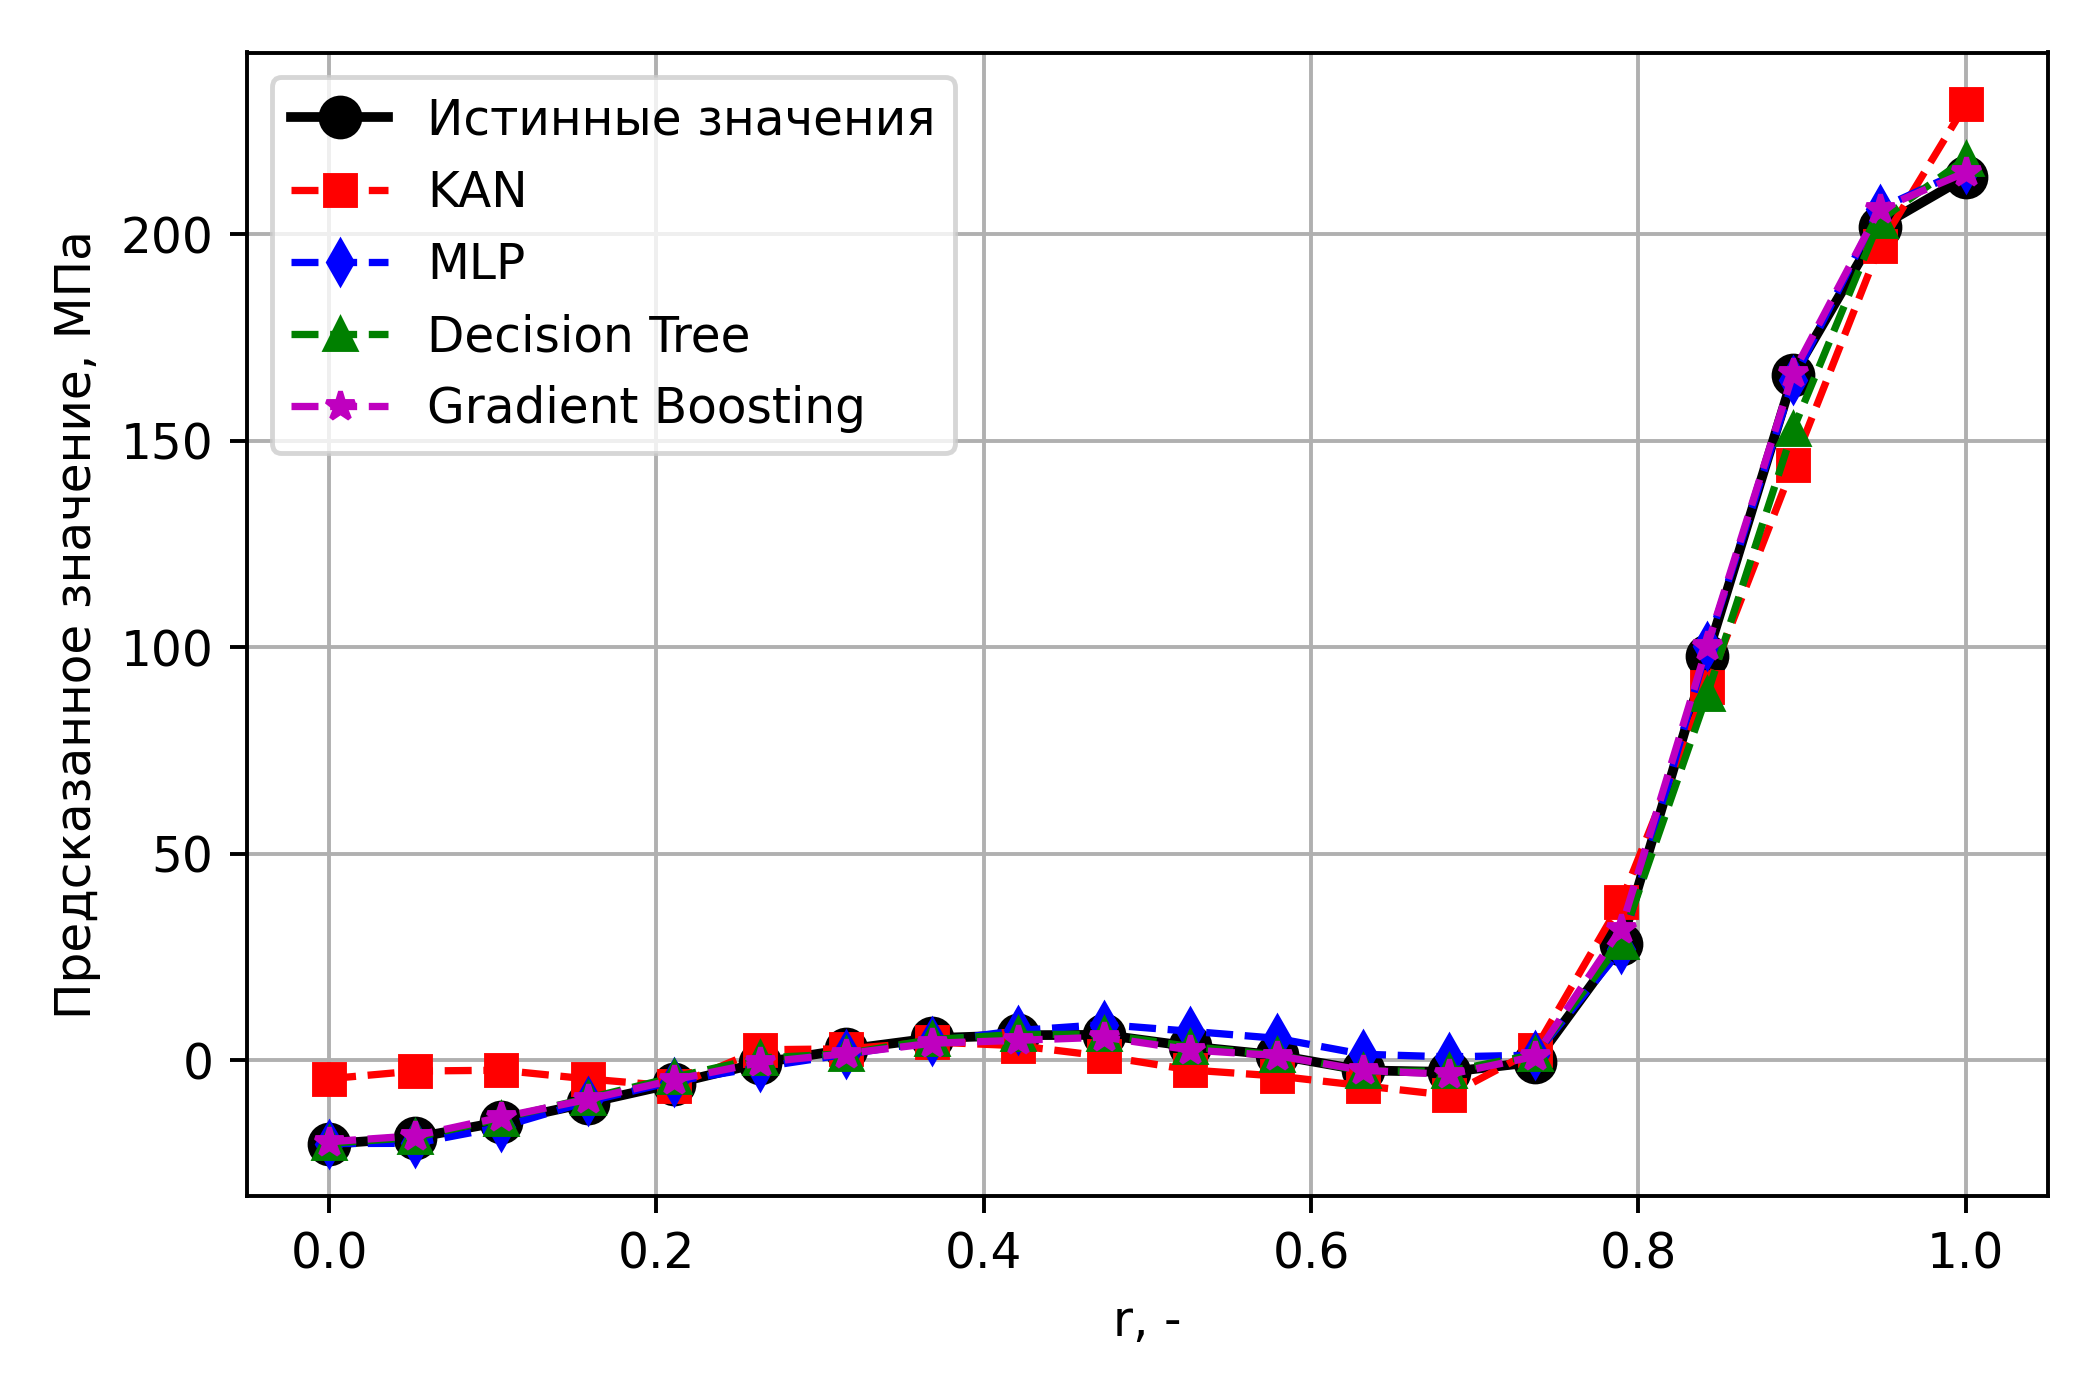 Истинные значения
KAN
MLP
Decision Tree
Gradient Boosting
Предсказанное значение, МПа
200
150
100
50
0
0.0 0.2 0.4 0.6 0.8 1.0
r, -